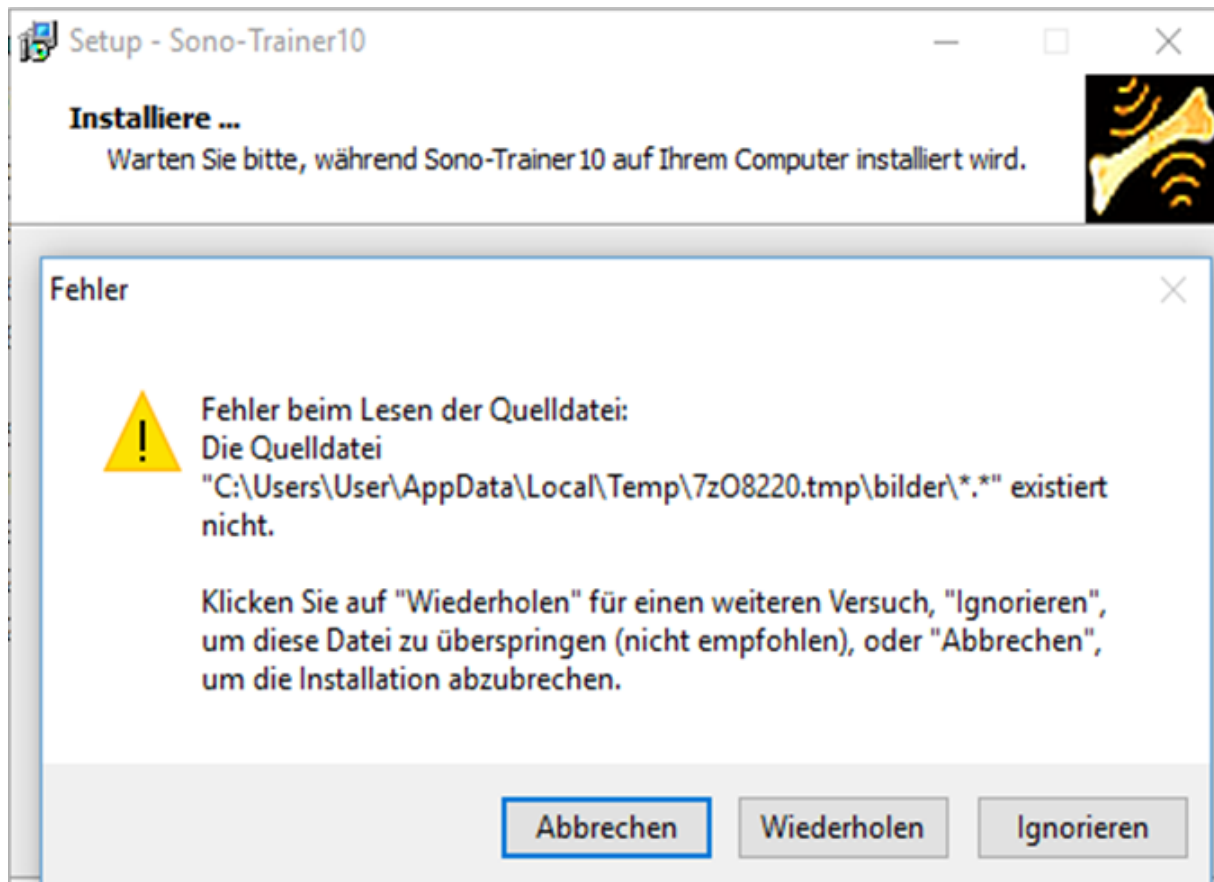 Setup - Sono-Trainer10
Installiere ...
Warten Sie bitte, während Sono-Trainer10 auf Ihrem Computer installiert wird.
Fehler
Fehler beim Lesen der Quelldatei:
Die Quelldatei
"C:\Users\User\AppData\Local\Temp\7zO8220.tmp\bilder\*.*" existiert
nicht.
Klicken Sie auf "Wiederholen" für einen weiteren Versuch, "Ignorieren",
um diese Datei zu überspringen (nicht empfohlen), oder "Abbrechen",
um die Installation abzubrechen.
Abbrechen
Wiederholen
Ignorieren